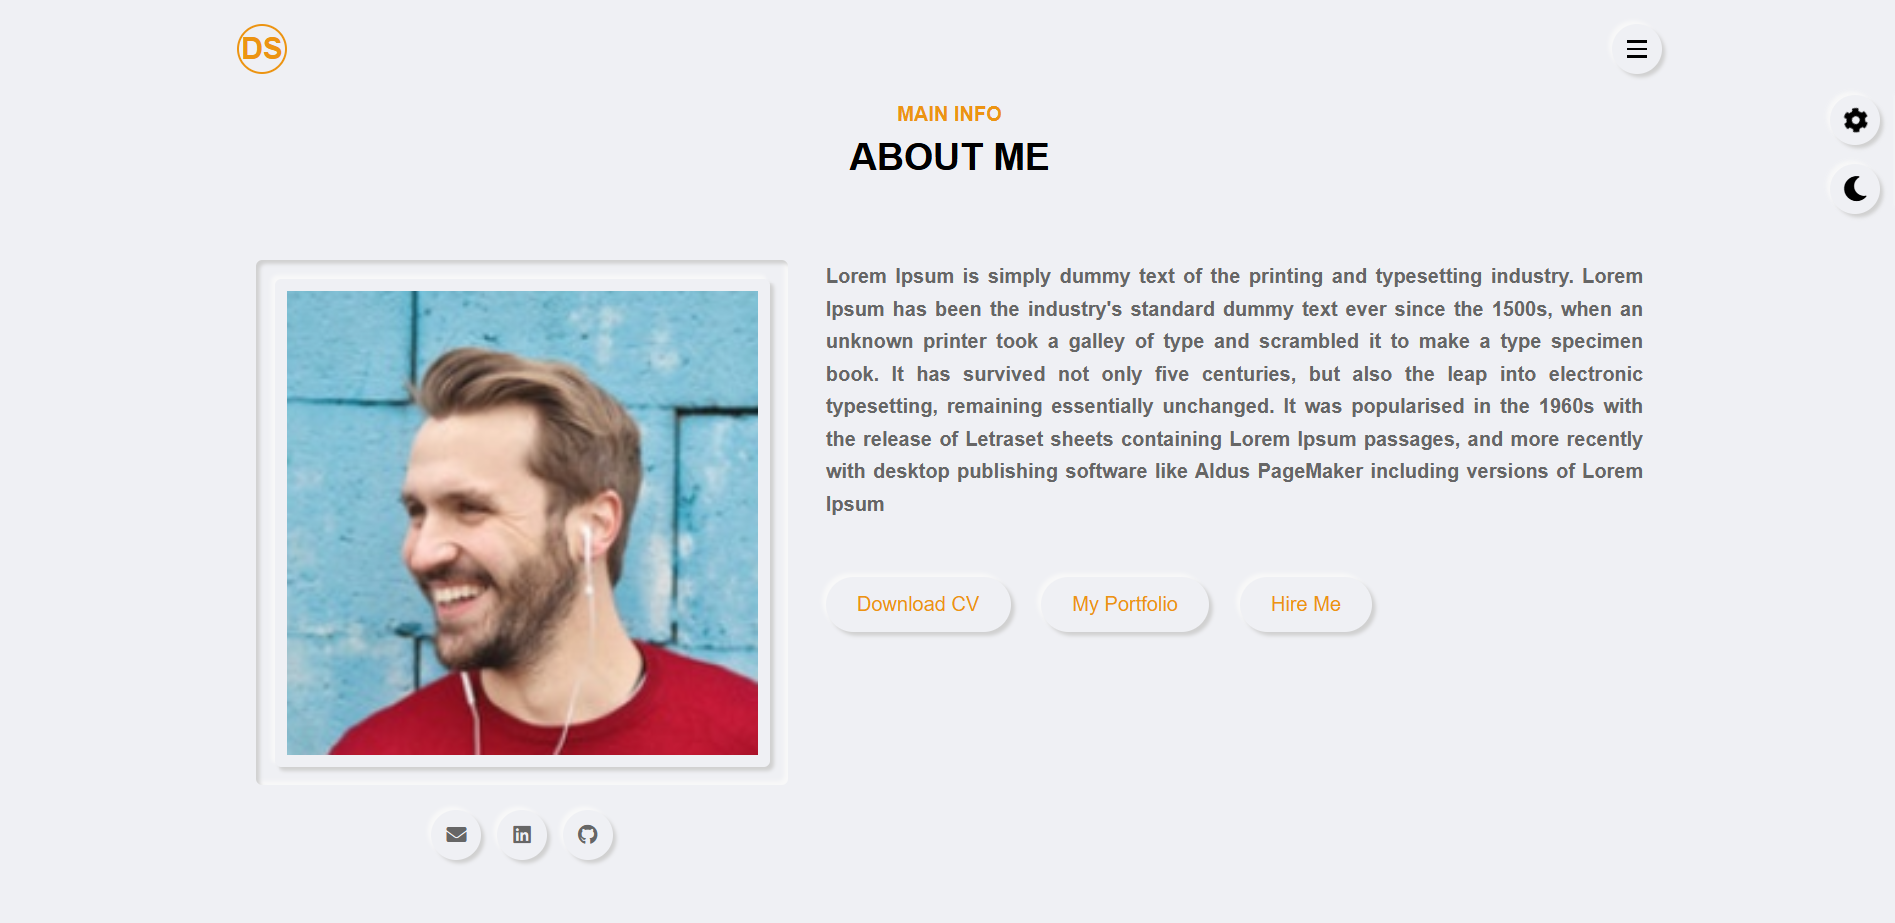 DS
MAIN INFO
ABOUT ME
Lorem Ipsum is simply dummy text of the printing and typesetting industry. Lorem
Ipsum has been the industry's standard dummy text ever since the 1500s, when an
unknown printer took a galley of type and scrambled it to make a type specimen
book. It has survived not only five centuries, but also the leap into electronic
typesetting, remaining essentially unchanged. It was popularised in the 1960s with
the release of Letraset sheets containing Lorem Ipsum passages, and more recently
with desktop publishing software like Aldus PageMaker including versions of Lorem
Ipsum
Download CV
My Portfolio
Hire Me
in